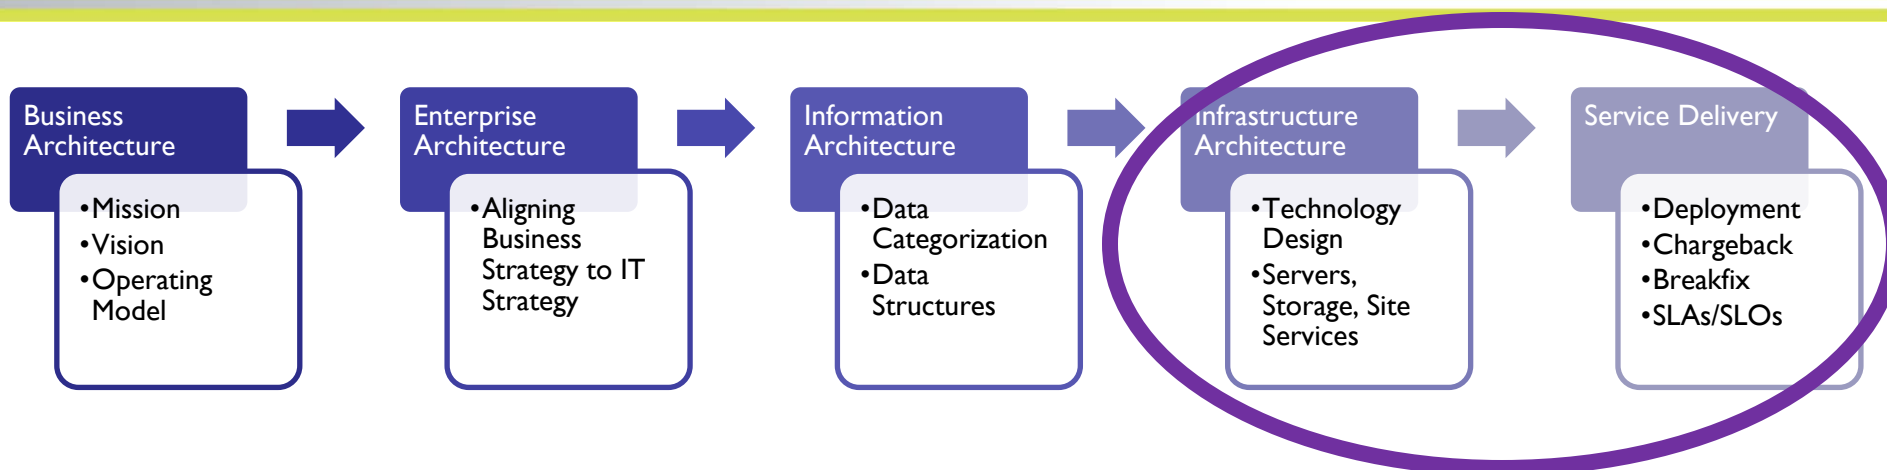 Business
Architecture
•Mission
•Vision
•Operating
Model
Enterprise
Architecture
•Aligning
Business
Strategy to IT
Strategy
Information
Architecture
•Data
Categorization
•Data
Structures
Infrastructure
Architecture
•Technology
Design
•Servers,
Storage, Site
Services
Service Delivery
•Deployment
•Chargeback
•Breakfix
•SLAs/SLOs